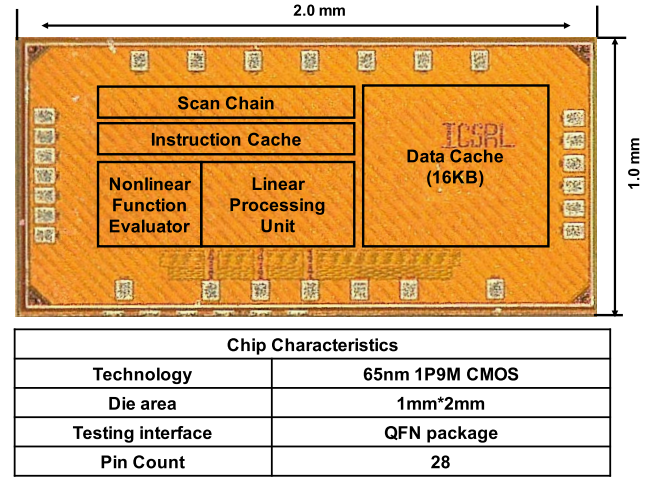 2.0 mm
Scan Chain
Instruction Cache
ICSRL
Data Cache
(16KB)
Nonlinear
Function
Evaluator
Linear
Processing
Unit
1.0 mm
Chip Characteristics
Technology 65nm 1P9M CMOS
Die area 1mm*2mm
Testing interface QFN package
Pin Count 28